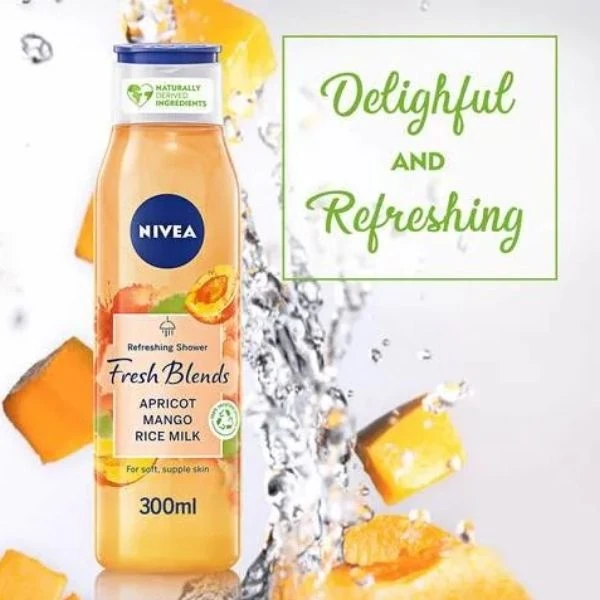 NATURALLY
DERIVED
INGREDIENTS
NIVEA
Refreshing Shower
Fresh Blends
APRICOT
MANGO
RICE MILK
For soft, supple skin
300ml
Delighful
AND
Refreshing